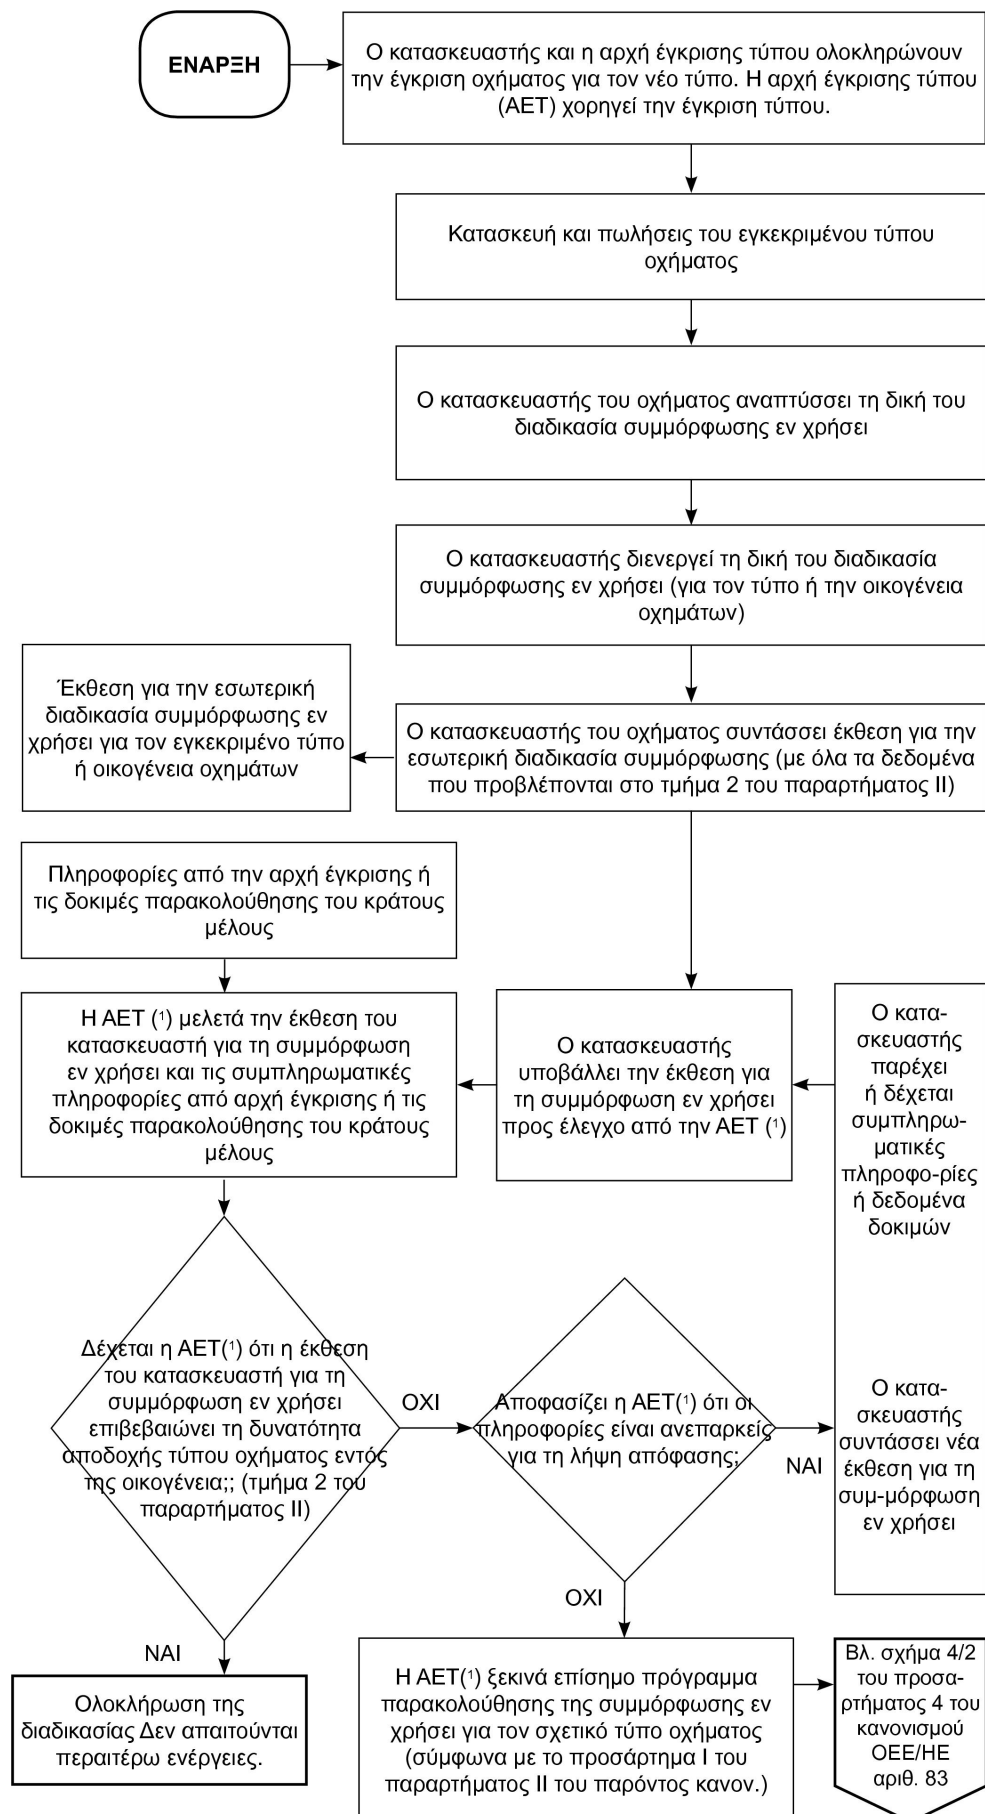 ΕΝΑΡΞΗ
Ο κατασκευαστής και η αρχή έγκρισης τύπου ολοκληρώνουν
την έγκριση οχήματος για τον νέο τύπο. Η αρχή έγκρισης τύπου
(ΑΕΤ) χορηγεί την έγκριση τύπου.
Κατασκευή και πωλήσεις του εγκεκριμένου τύπου
οχήματος
Ο κατασκευαστής του οχήματος αναπτύσσει τη δική του
διαδικασία συμμόρφωσης εν χρήσει
Ο κατασκευαστής διενεργεί τη δική του διαδικασία
συμμόρφωσης εν χρήσει (για τον τύπο ή την οικογένεια
οχημάτων)
Έκθεση για την εσωτερική
διαδικασία συμμόρφωσης εν
χρήσει για τον εγκεκριμένο τύπο
ή οικογένεια οχημάτων
Ο κατασκευαστής του οχήματος συντάσσει έκθεση για την
εσωτερική διαδικασία συμμόρφωσης (με όλα τα δεδομένα
που προβλέπονται στο τμήμα 2 του παραρτήματος ΙΙ)
Πληροφορίες από την αρχή έγκρισης ή
τις δοκιμές παρακολούθησης του κράτους
μέλους
Η ΑΕΤ (¹) μελετά την έκθεση του
κατασκευαστή για τη συμμόρφωση
εν χρήσει και τις συμπληρωματικές
πληροφορίες από αρχή έγκρισης ή τις
δοκιμές παρακολούθησης του κράτους
μέλους
Ο κατασκευαστής
υποβάλλει την έκθεση για
τη συμμόρφωση εν χρήσει
προς έλεγχο από την ΑΕΤ (¹)
Ο κατα-
σκευαστής
παρέχει
ή δέχεται
συμπληρω-
ματικές
πληροφο-ρίες
ή δεδομένα
δοκιμών
Ο κατα-
σκευαστής
συντάσσει νέα
έκθεση για τη
συμ-μόρφωση
εν χρήσει
Δέχεται η ΑΕΤ(¹) ότι η έκθεση
του κατασκευαστή για τη
συμμόρφωση εν χρήσει
επιβεβαιώνει τη δυνατότητα
αποδοχής τύπου οχήματος εντός
της οικογένεια;; (τμήμα 2 του
παραρτήματος ΙΙ)
ΟΧΙ
Αποφασίζει η ΑΕΤ(¹) ότι οι
πληροφορίες είναι ανεπαρκείς
για τη λήψη απόφασης;
ΝΑΙ
ΟΧΙ
ΝΑΙ
Ολοκλήρωση της
διαδικασίας Δεν απαιτούνται
περαιτέρω ενέργειες.
Η ΑΕΤ(¹) ξεκινά επίσημο πρόγραμμα
παρακολούθησης της συμμόρφωσης εν
χρήσει για τον σχετικό τύπο οχήματος
(σύμφωνα με το προσάρτημα Ι του
παραρτήματος ΙΙ του παρόντος κανον.)
Βλ. σχήμα 4/2
του προσα-
ρτήματος 4 του
κανονισμού
ΟΕΕ/ΗΕ
αριθ. 83